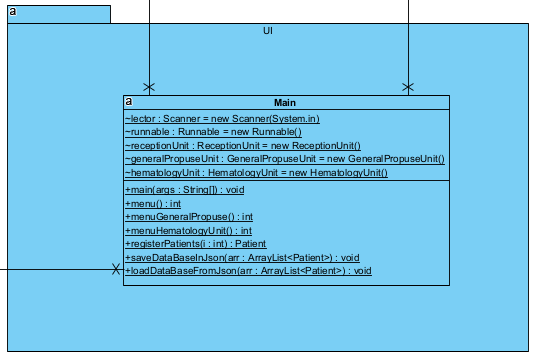 a
UI
a
Main
~lector : Scanner = new Scanner(System.in)
~runnable : Runnable = new Runnable()
~receptionUnit : ReceptionUnit = new ReceptionUnit()
~generalPropuseUnit : GeneralPropuseUnit = new GeneralPropuseUnit()
~hematologyUnit : HematologyUnit = new HematologyUnit()
+main(args : String[]) : void
+menu() : int
+menuGeneralPropuse() : int
+menuHematologyUnit() : int
+registerPatients(i : int) : Patient
+saveDataBaseInJson(arr : ArrayList<Patient>) : void
+loadDataBaseFromJson(arr : ArrayList<Patient>) : void